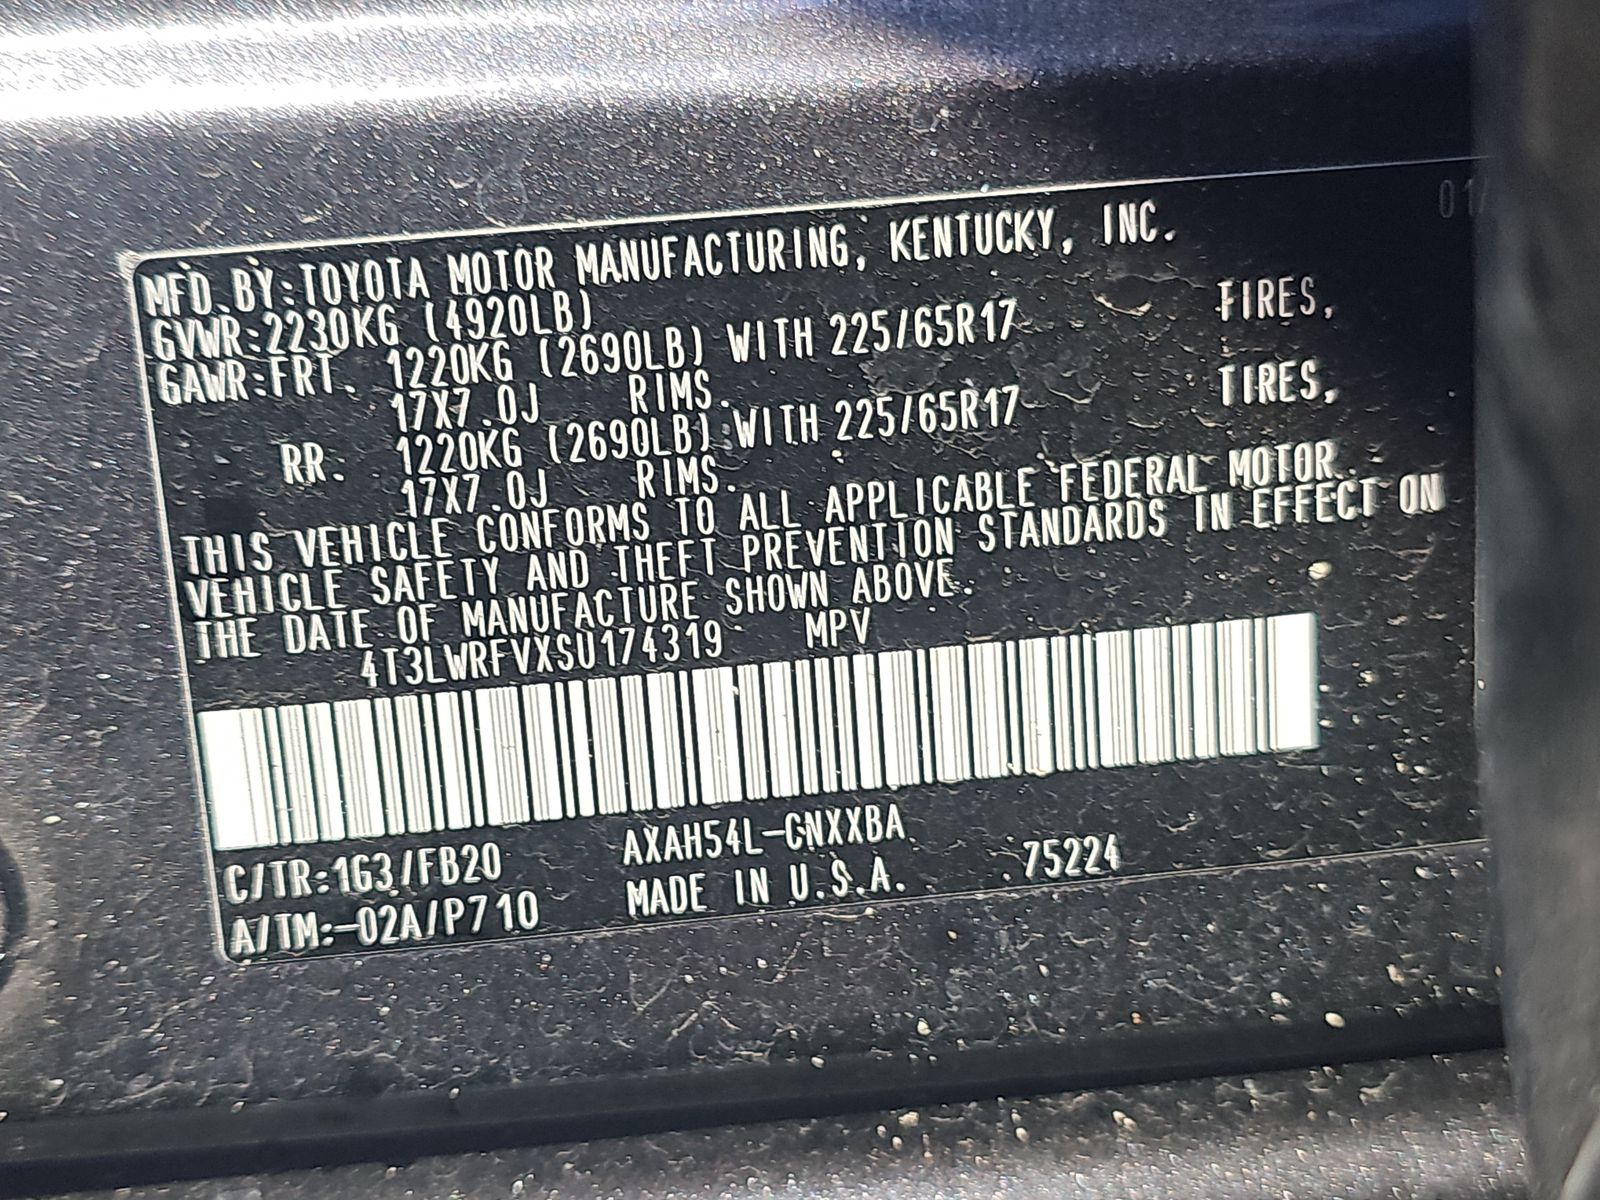 01/
MFD. BY: TOYOTA MOTOR MANUFACTURING, KENTUCKY, INC.
GVWR: 2230KG (4920LB)
GAWR: FRT. 1220KG (2690LB) WITH 225/65R17 TIRES,
17X7.0J RIMS.
RR. 1220KG (2690LB) WITH 225/65R17 TIRES,
17X7.0J RIMS.
THIS VEHICLE CONFORMS TO ALL APPLICABLE FEDERAL MOTOR
VEHICLE SAFETY AND THEFT PREVENTION STANDARDS IN EFFECT ON
THE DATE OF MANUFACTURE SHOWN ABOVE.
4T3LWRFVXSU174319 MPV
C/TR: 1G3/FB20 AXAH54L-CNXXBA
A/TM: -02A/P710 MADE IN U.S.A. 75224